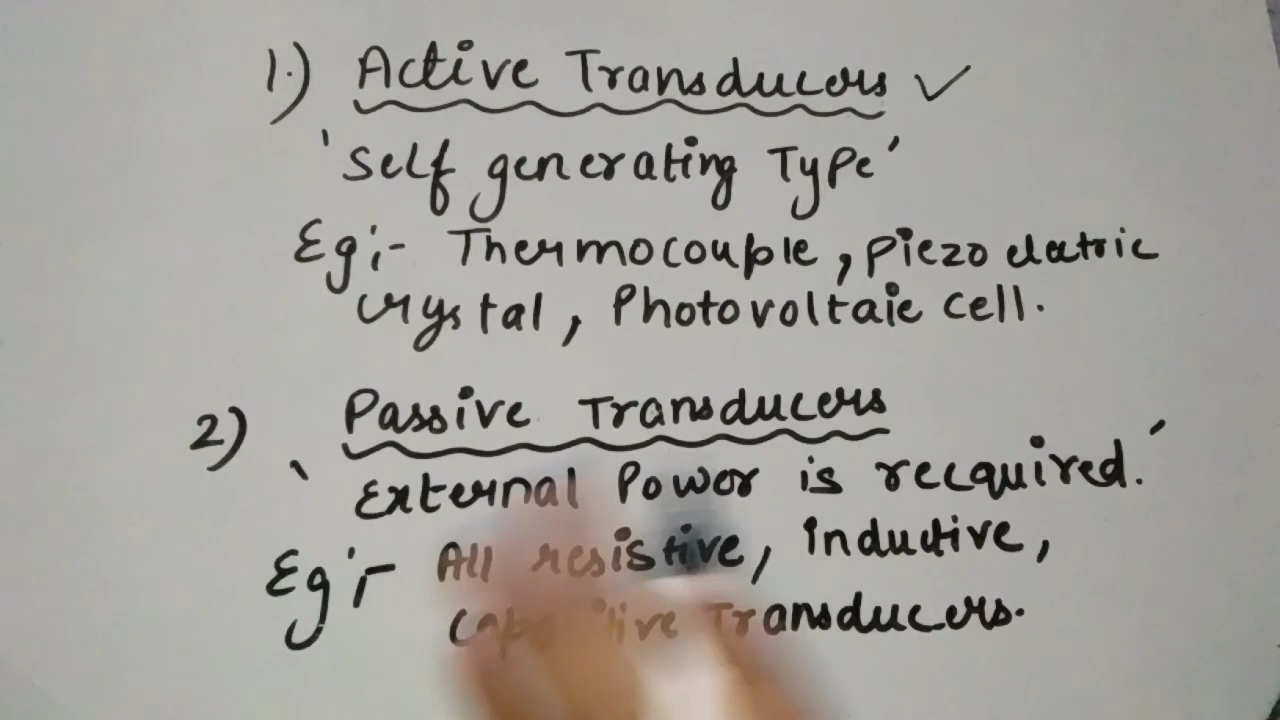 1.) Active Transducers ✓
'Self generating Type'
Eg:- Thermocouple, Piezo electric
crystal, Photovoltaic cell.
2) Passive Transducers
'External Power is recquired.'
Eg:- All resistive, inductive,
Transducers.